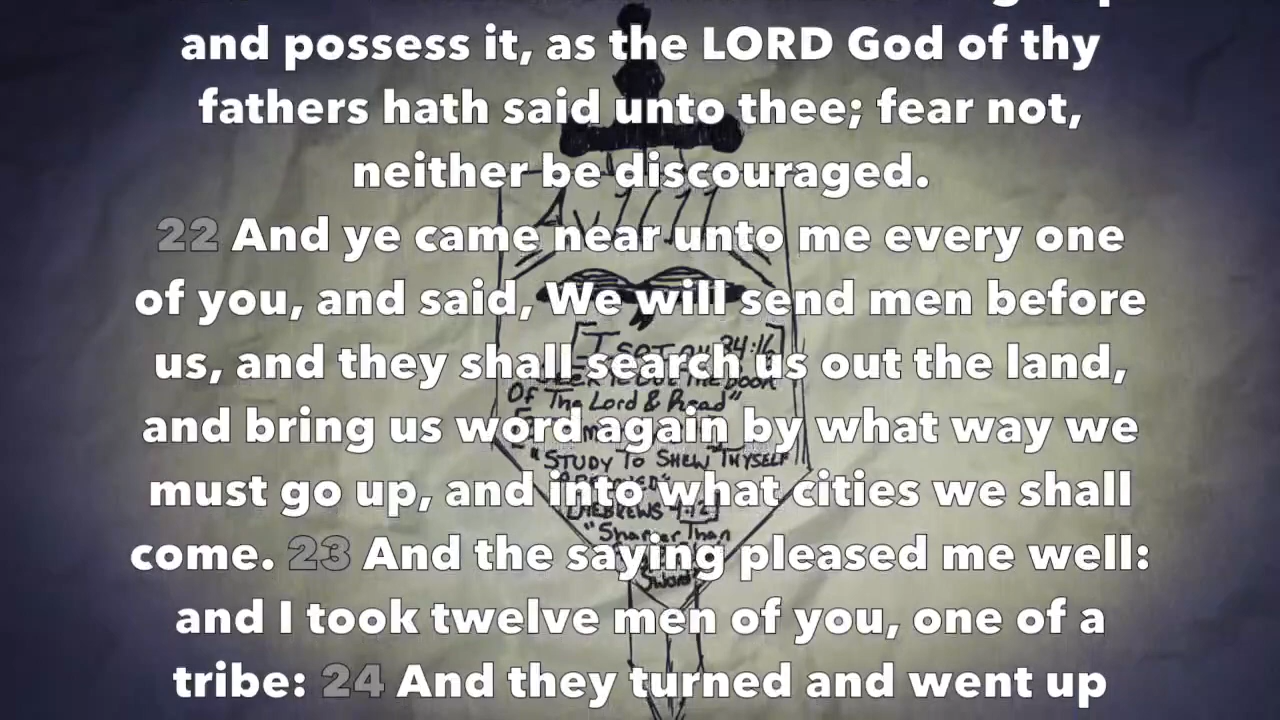 and possess it, as the LORD God of thy
fathers hath said unto thee; fear not,
neither be discouraged.
22 And ye came near unto me every one
of you, and said, We will send men before
us, and they shall search us out the land,
and bring us word again by what way we
must go up, and into what cities we shall
come. 23 And the saying pleased me well:
and I took twelve men of you, one of a
tribe: 24 And they turned and went up
Av 1611
34:16]
Of The Lord & Read"
"STUDY To SHEW THYSELF
HEBREWS 4:12]
"Sharper Than
Sword"